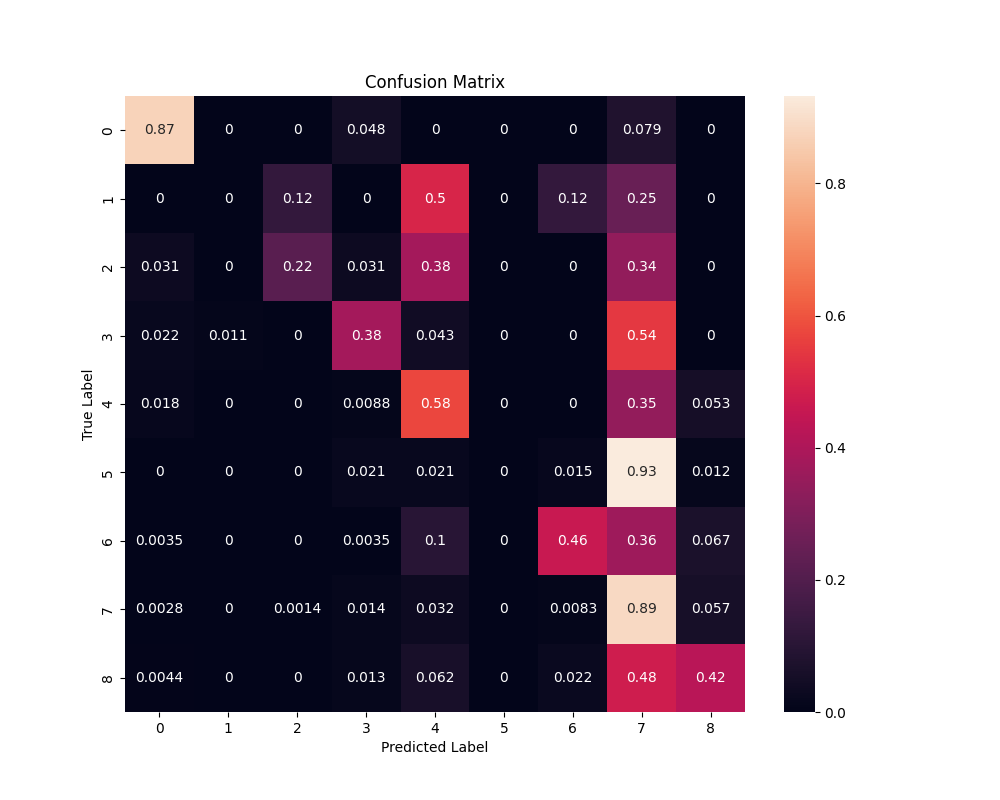 Confusion Matrix
0 0.87 0 0 0.048 0 0 0 0.079 0
1 0 0 0.12 0 0.5 0 0.12 0.25 0
0.8
2 0.031 0 0.22 0.031 0.38 0 0 0.34 0
0.6
3 0.022 0.011 0 0.38 0.043 0 0 0.54 0
True Label
4 0.018 0 0 0.0088 0.58 0 0 0.35 0.053
0.4
5 0 0 0 0.021 0.021 0 0.015 0.93 0.012
6 0.0035 0 0 0.0035 0.1 0 0.46 0.36 0.067
0.2
7 0.0028 0 0.0014 0.014 0.032 0 0.0083 0.89 0.057
8 0.0044 0 0 0.013 0.062 0 0.022 0.48 0.42
0.0
0 1 2 3 4 5 6 7 8
Predicted Label